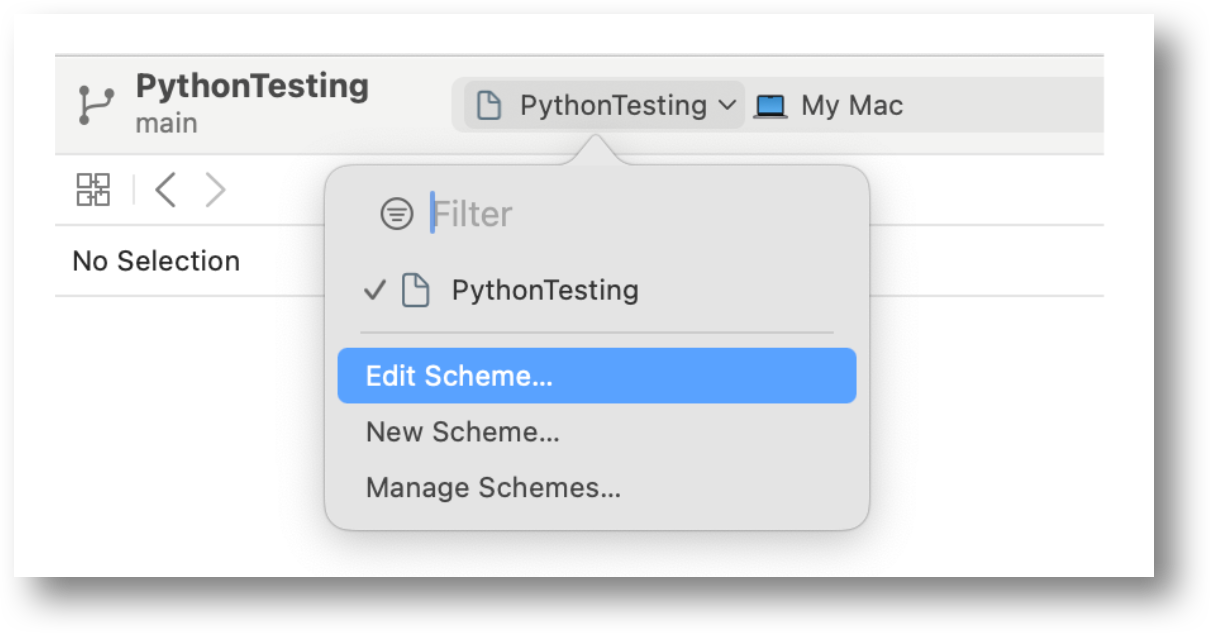 PythonTesting
main
PythonTesting My Mac
Filter
No Selection
PythonTesting
Edit Scheme...
New Scheme...
Manage Schemes...